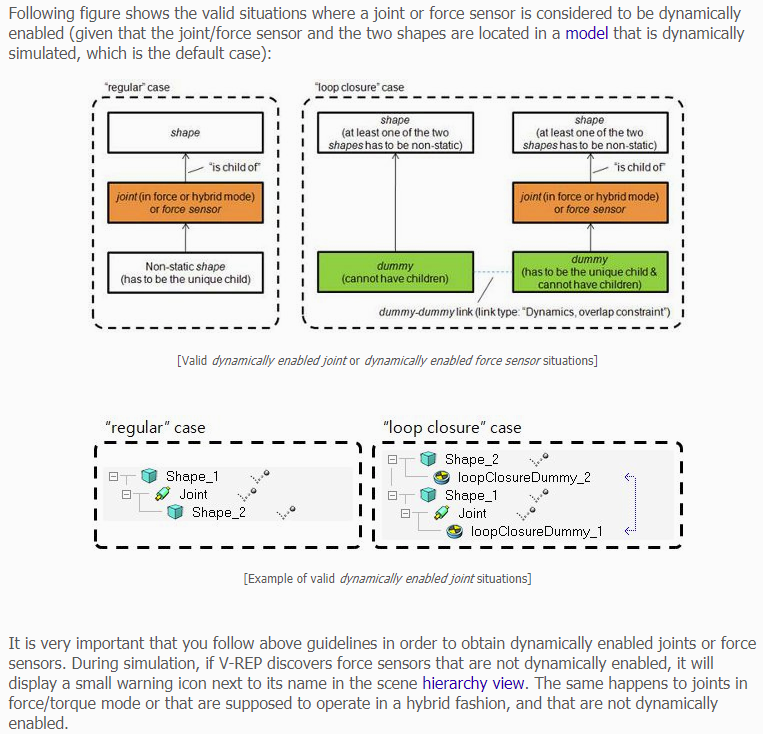 Following figure shows the valid situations where a joint or force sensor is considered to be dynamically
enabled (given that the joint/force sensor and the two shapes are located in a model that is dynamically
simulated, which is the default case):
"regular" case
"loop closure" case
shape
shape
(at least one of the two
shapes has to be non-static)
shape
(at least one of the two
shapes has to be non-static)
"is child of"
"is child of"
joint (in force or hybrid mode)
or force sensor
joint (in force or hybrid mode)
or force sensor
Non-static shape
(has to be the unique child)
dummy
(cannot have children)
dummy
(has to be the unique child &
cannot have children)
dummy-dummy link (link type: "Dynamics, overlap constraint")
[Valid dynamically enabled joint or dynamically enabled force sensor situations]
"regular" case
"loop closure" case
Shape_1
Joint
Shape_2
Shape_2
loopClosureDummy_2
Shape_1
Joint
loopClosureDummy_1
[Example of valid dynamically enabled joint situations]
It is very important that you follow above guidelines in order to obtain dynamically enabled joints or force
sensors. During simulation, if V-REP discovers force sensors that are not dynamically enabled, it will
display a small warning icon next to its name in the scene hierarchy view. The same happens to joints in
force/torque mode or that are supposed to operate in a hybrid fashion, and that are not dynamically
enabled.